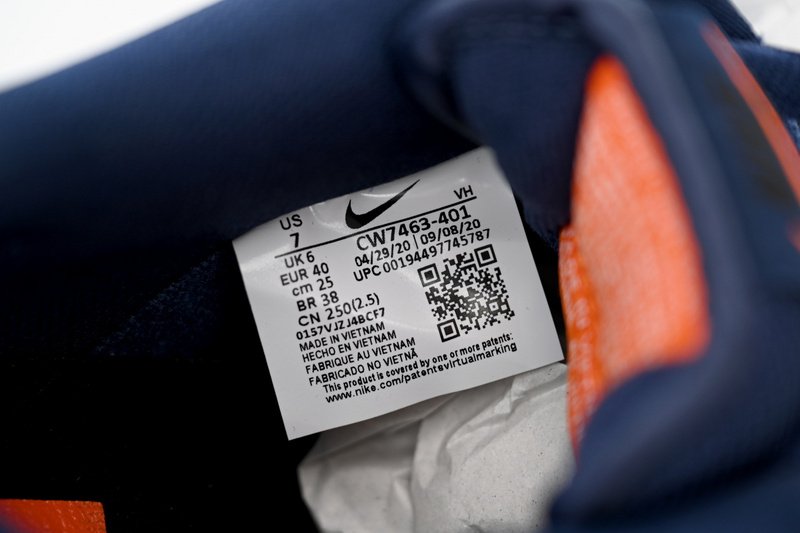 US
7
VH
CW7463-401
UK 6
04/29/20 | 09/08/20
EUR 40
UPC 00194497745787
cm 25
BR 38
CN 250(2.5)
0157VJZJ4BCF7
MADE IN VIETNAM
HECHO EN VIETNAM
FABRIQUE AU VIETNAM
FABRICADO NO VIETNÃ
This product is covered by one or more patents
www.nike.com/patentsvirtualmarking